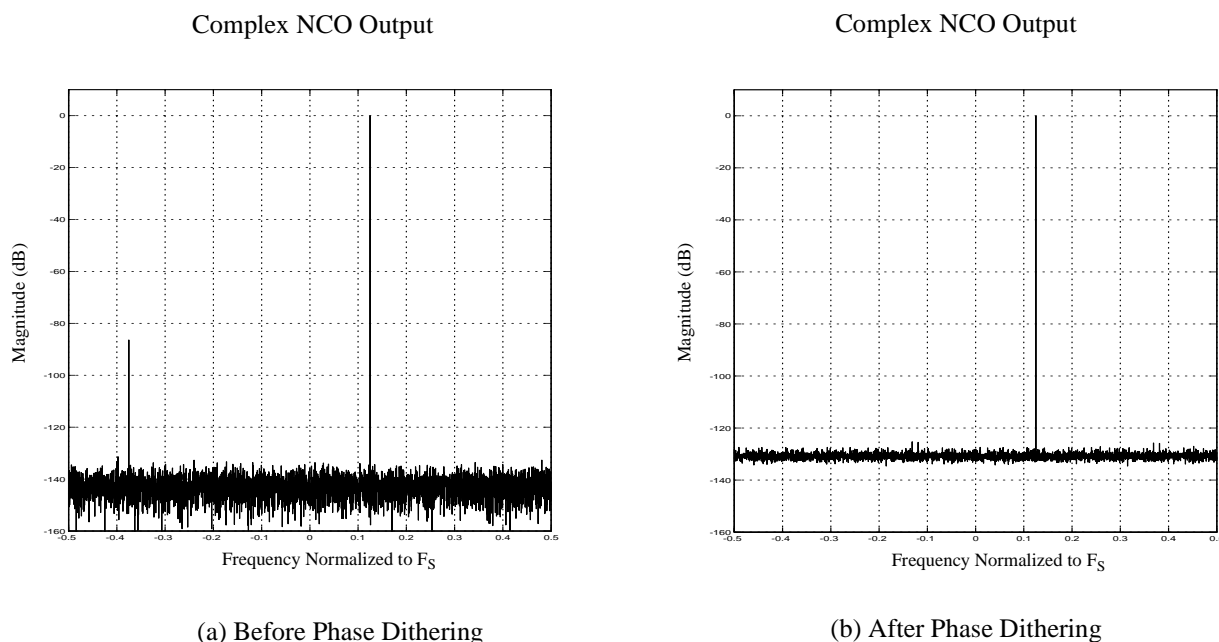 Complex NCO Output
0
-20
-40
-60
-80
-100
-120
-140
-160
Magnitude (dB)
-0.5 -0.4 -0.3 -0.2 -0.1 0 0.1 0.2 0.3 0.4 0.5
Frequency Normalized to FS
(a) Before Phase Dithering
Complex NCO Output
0
-20
-40
-60
-80
-100
-120
-140
-160
Magnitude (dB)
-0.5 -0.4 -0.3 -0.2 -0.1 0 0.1 0.2 0.3 0.4
Frequency Normalized to FS
(b) After Phase Dithering